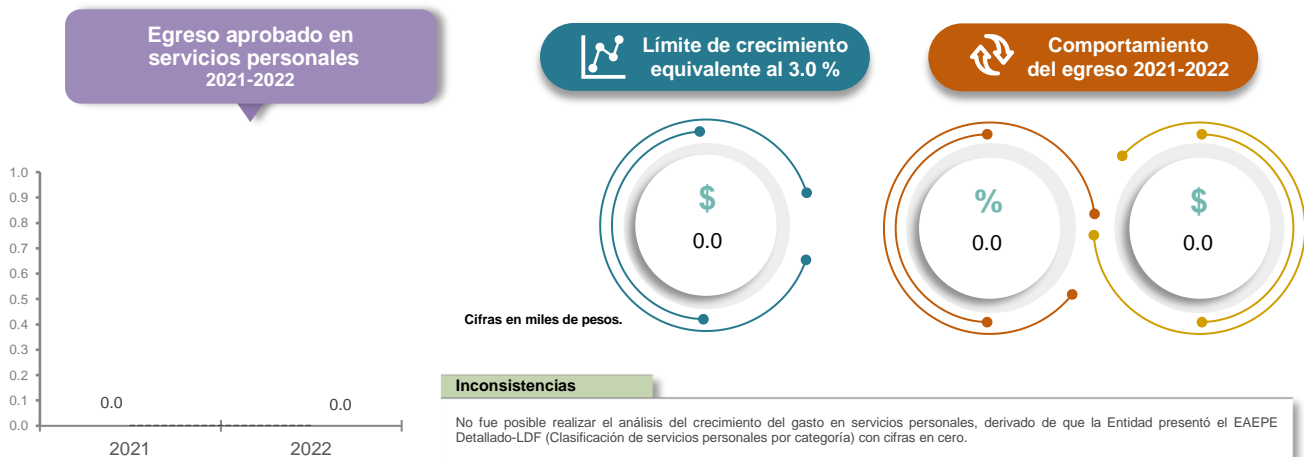 Egreso aprobado en
servicios personales
2021-2022
Límite de crecimiento
equivalente al 3.0 %
Comportamiento
del egreso 2021-2022
1.0
0.9
0.8
0.7
0.6
0.5
0.4
0.3
0.2
0.1
0.0
0.0
0.0
2021
2022
$
0.0
%
0.0
$
0.0
Cifras en miles de pesos.
Inconsistencias
No fue posible realizar el análisis del crecimiento del gasto en servicios personales, derivado de que la Entidad presentó el EAEPE
Detallado-LDF (Clasificación de servicios personales por categoría) con cifras en cero.